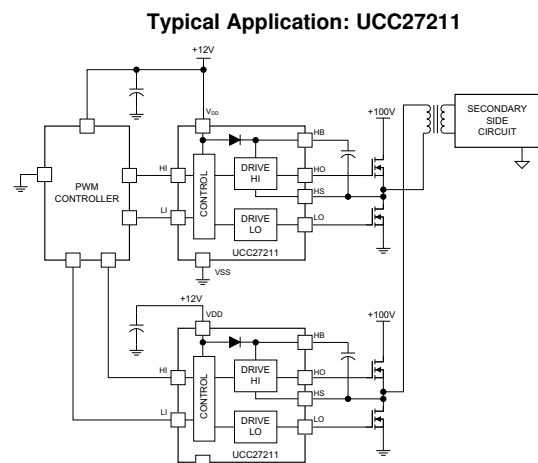 Typical Application: UCC27211
+12V
+100V
SECONDARY
SIDE
CIRCUIT
VDD
HB
HI
DRIVE
HI
HO
HS
PWM
CONTROLLER
CONTROL
LI
DRIVE
LO
LO
UCC27211
VSS
+12V
VDD
+100V
HB
HI
DRIVE
HI
HO
HS
CONTROL
LI
DRIVE
LO
LO
UCC27211